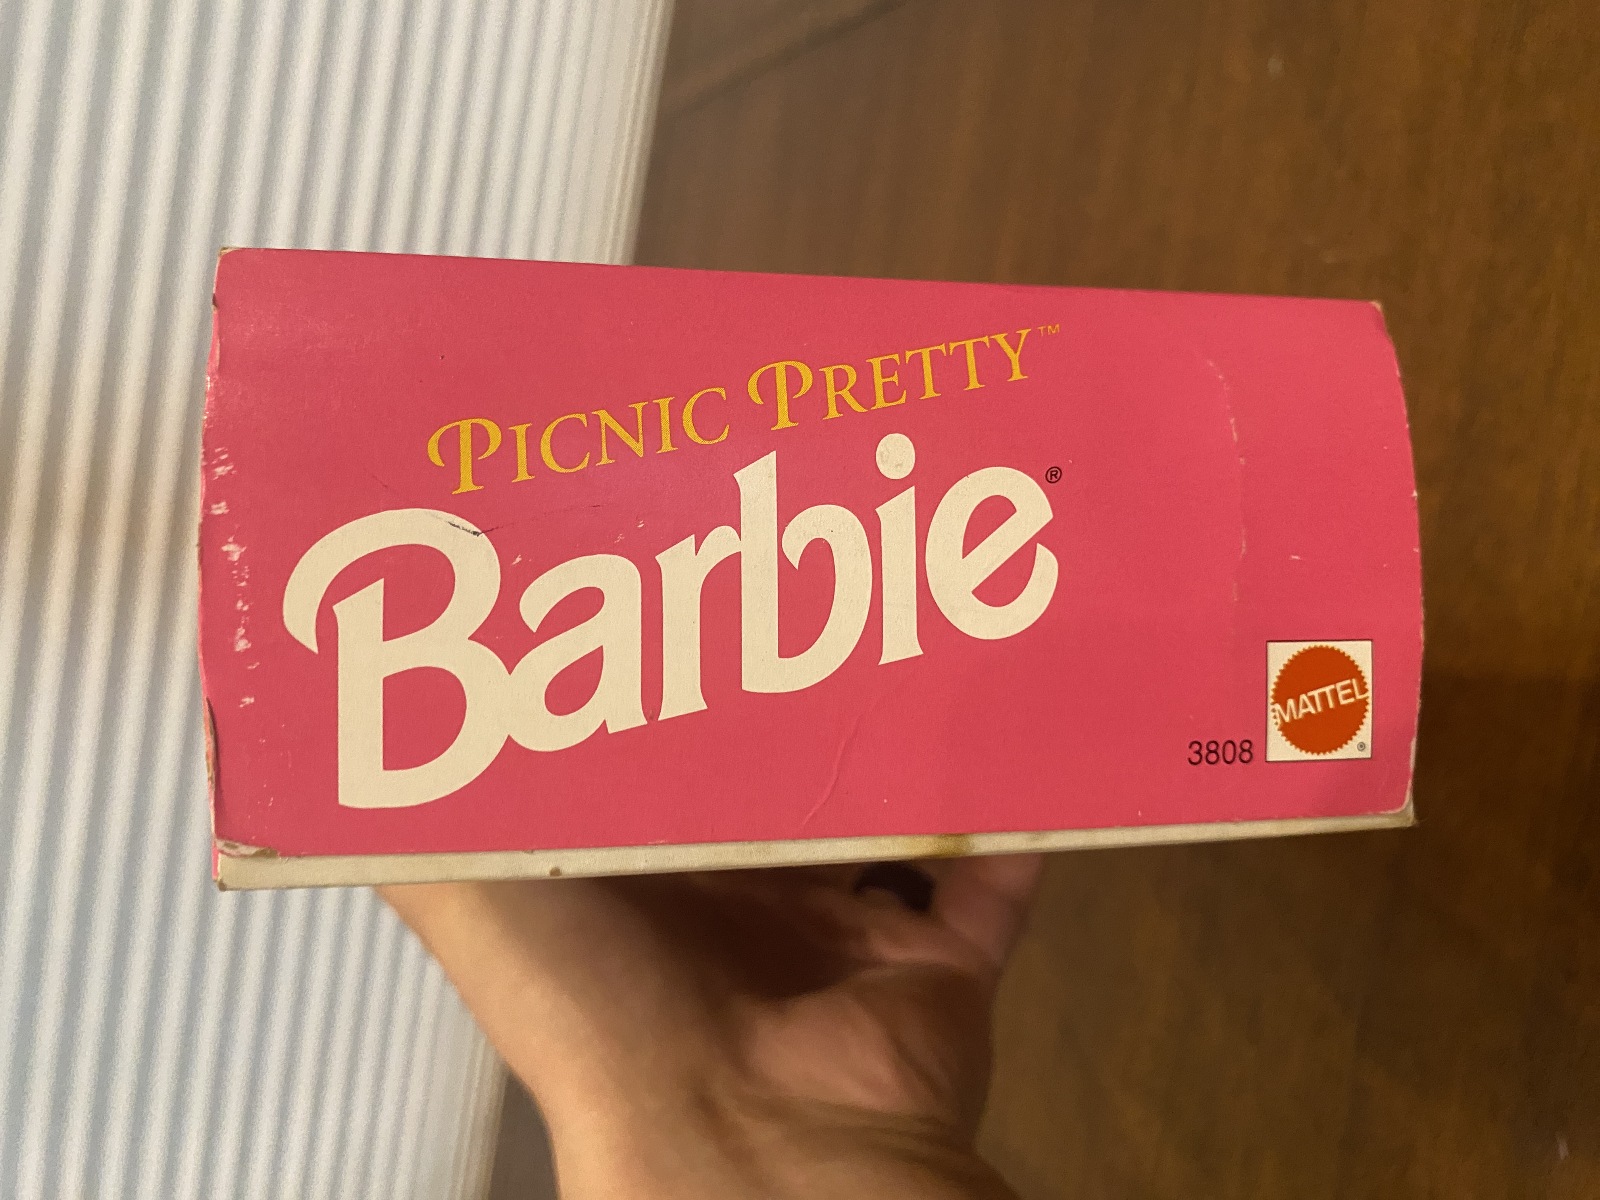 PICNIC PRETTY™
Barbie®
3808
MATTEL®